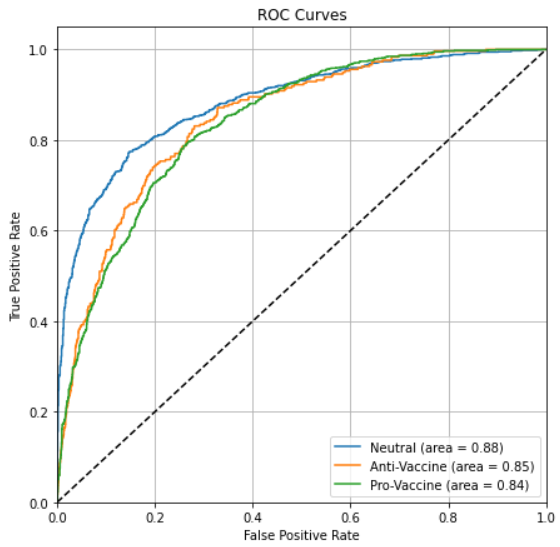 ROC Curves
True Positive Rate
1.0
0.8
0.6
0.4
0.2
0.0
Neutral (area = 0.88)
Anti-Vaccine (area = 0.85)
Pro-Vaccine (area = 0.84)
0.0 0.2 0.4 0.6 0.8 1.0
False Positive Rate